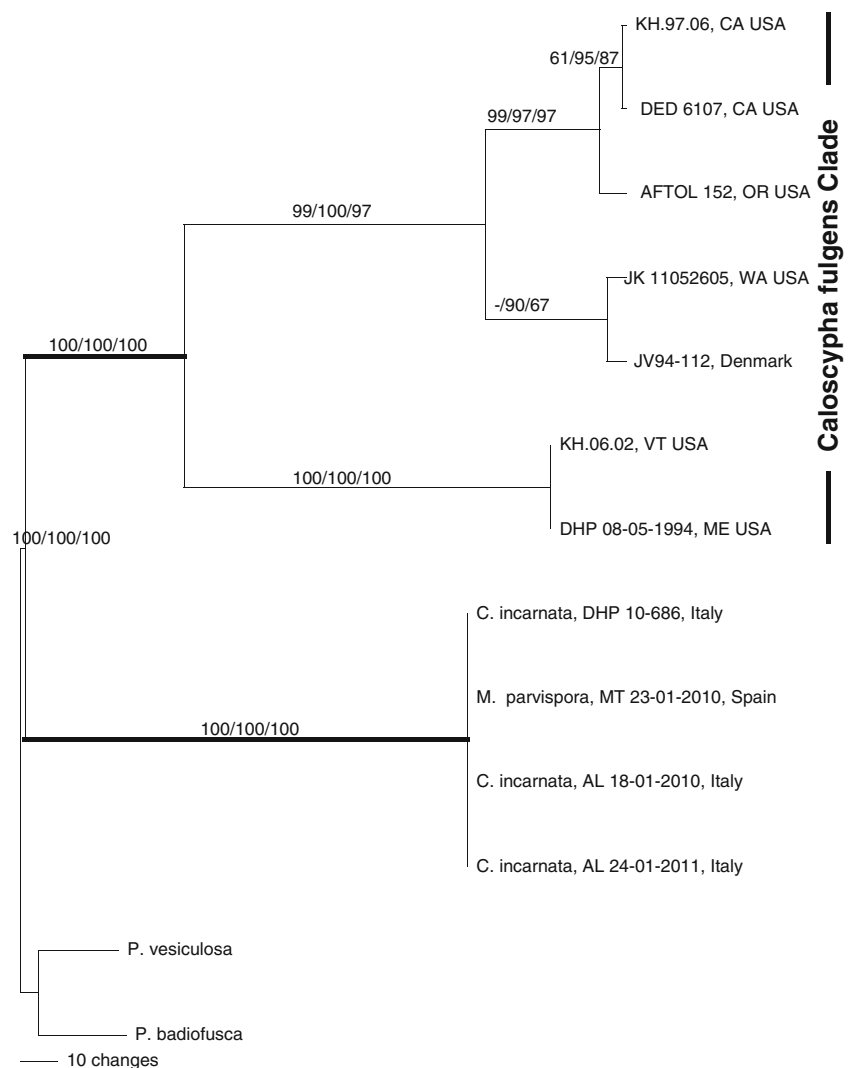 KH.97.06, CA USA
61/95/87
DED 6107, CA USA
99/97/97
AFTOL 152, OR USA
99/100/97
JK 11052605, WA USA
-/90/67
100/100/100
JV94-112, Denmark
Caloscypha fulgens Clade
KH.06.02, VT USA
100/100/100
DHP 08-05-1994, ME USA
100/100/100
C. incarnata, DHP 10-686, Italy
M. parvispora, MT 23-01-2010, Spain
100/100/100
C. incarnata, AL 18-01-2010, Italy
C. incarnata, AL 24-01-2011, Italy
P. vesiculosa
P. badiofusca
10 changes